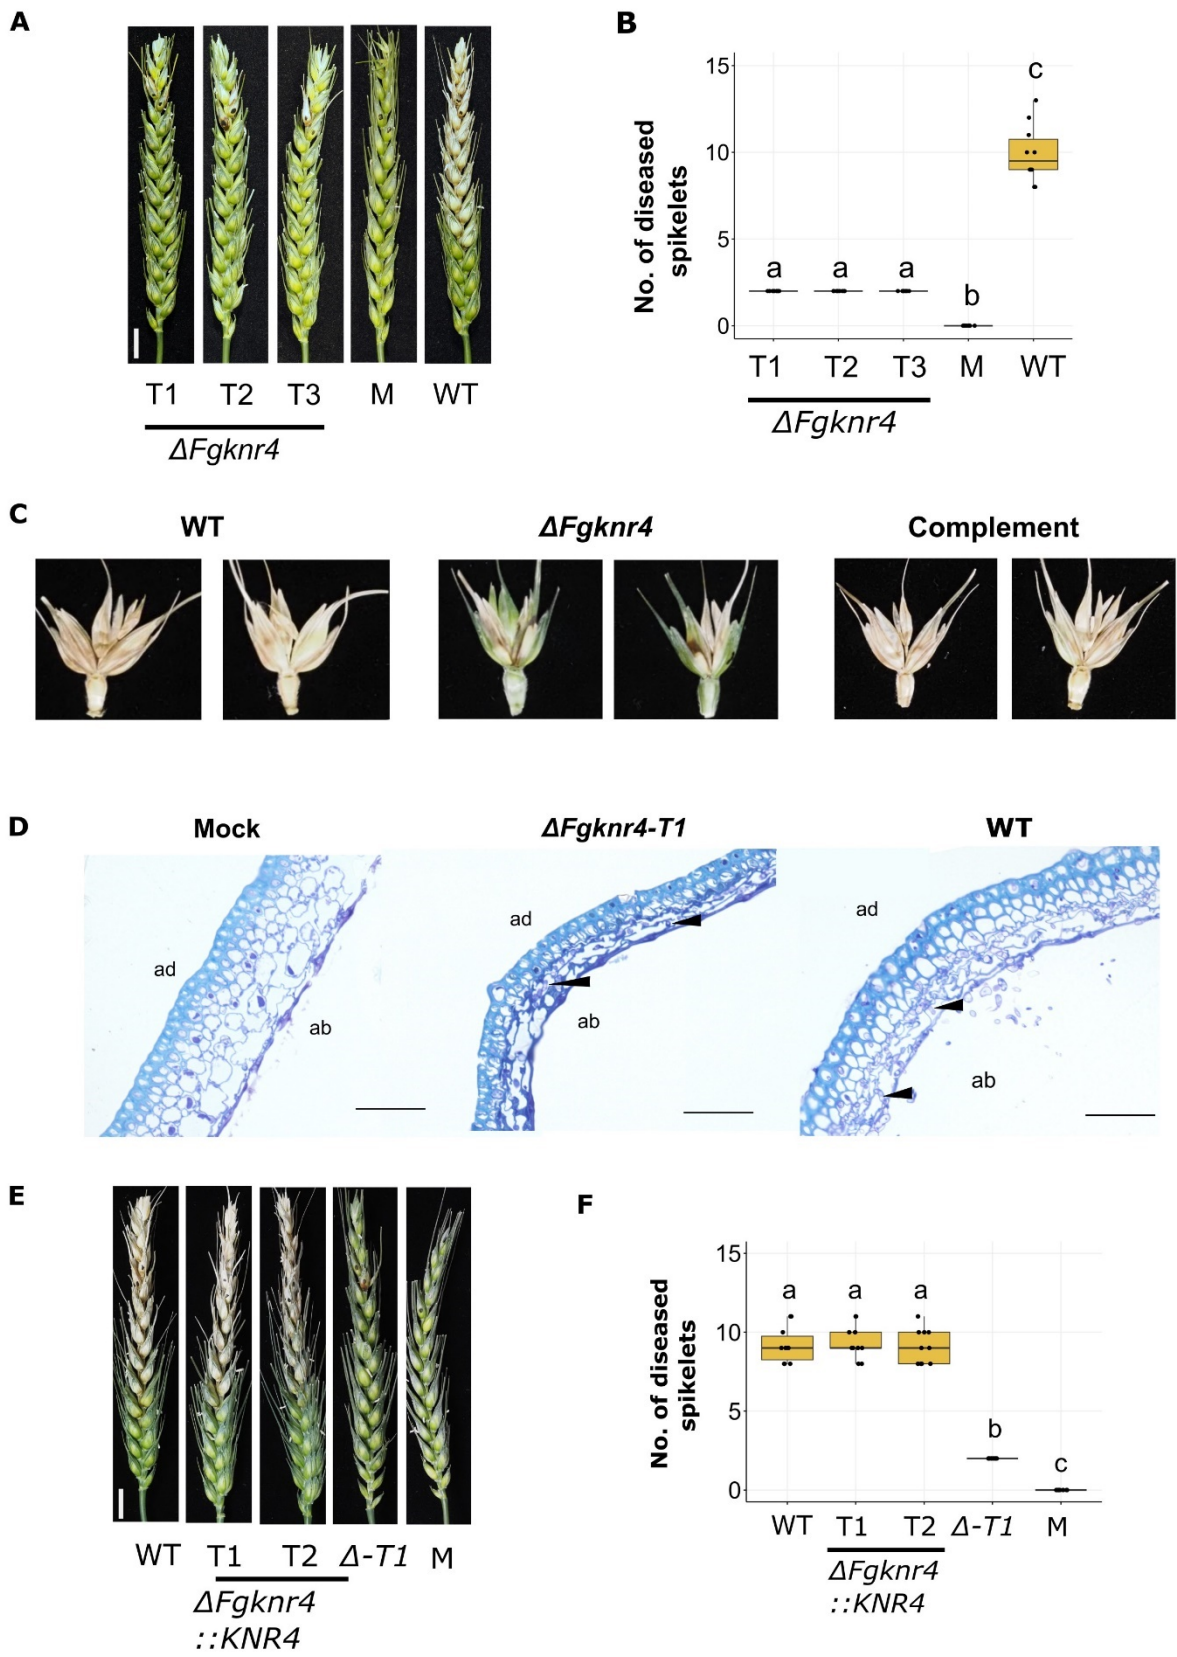 A
T1 T2 T3 M WT
ΔFgknr4
B
No. of diseased
spikelets
15
10
5
0
a a a b c
T1 T2 T3 M WT
ΔFgknr4
C
WT ΔFgknr4 Complement
D
Mock ΔFgknr4-T1 WT
ad ab
ad ab
ad ab
E
WT T1 T2 Δ-T1 M
ΔFgknr4
::KNR4
F
No. of diseased
spikelets
15
10
5
0
a a a b c
WT T1 T2 Δ-T1 M
ΔFgknr4
::KNR4